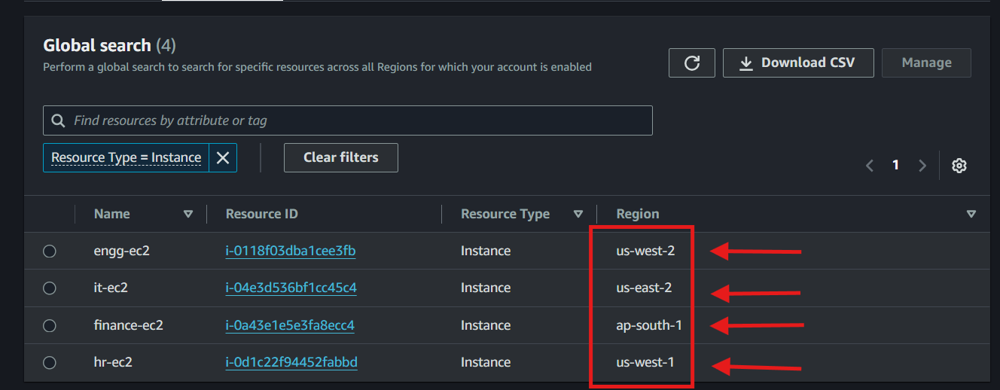 Global search (4)
Perform a global search to search for specific resources across all Regions for which your account is enabled
Download CSV
Manage
Find resources by attribute or tag
Resource Type = Instance
Clear filters
1
Name Resource ID Resource Type Region
engg-ec2 i-0118f03dba1cee3fb Instance us-west-2
it-ec2 i-04e3d536bf1cc45c4 Instance us-east-2
finance-ec2 i-0a43e1e5e3fa8ecc4 Instance ap-south-1
hr-ec2 i-0d1c22f94452fabbd Instance us-west-1